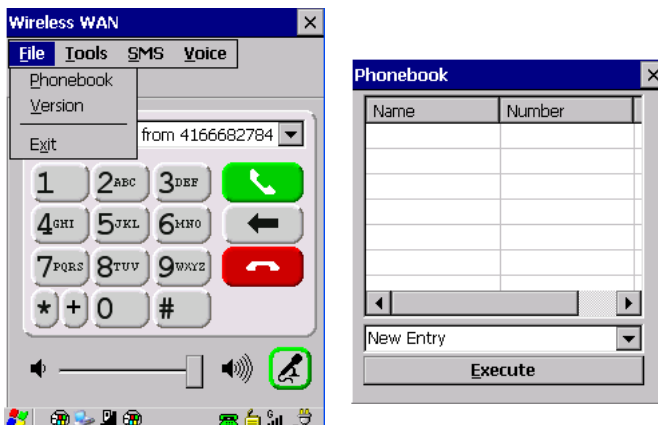 Wireless WAN
File Tools SMS Voice
Phonebook
Version
Exit
from 4166682784
1 2ABC 3DEF
4GHI 5JKL 6MNO
7PQRS 8TUV 9WXYZ
* + 0 #
Phonebook
Name Number
New Entry
Execute